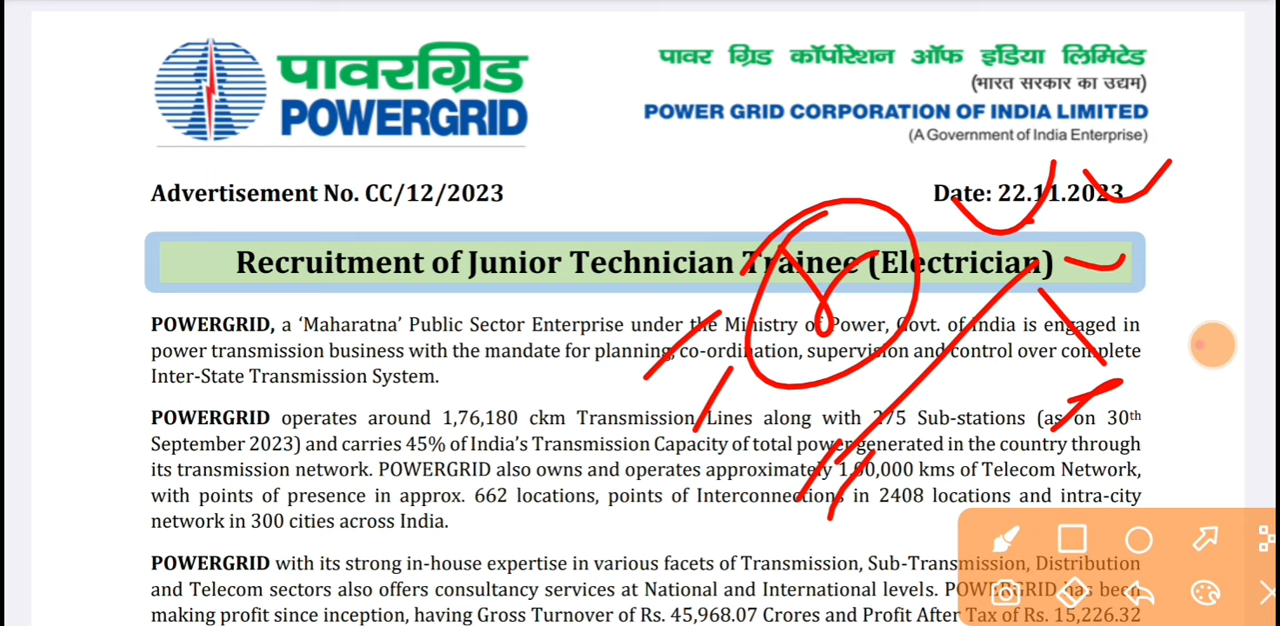 पावरग्रिड
POWERGRID
पावर ग्रिड कॉर्पोरेशन ऑफ इंडिया लिमिटेड
(भारत सरकार का उद्यम)
POWER GRID CORPORATION OF INDIA LIMITED
(A Government of India Enterprise)
Advertisement No. CC/12/2023
Date: 22.11.2023
Recruitment of Junior Technician Trainee (Electrician)
POWERGRID, a ‘Maharatna’ Public Sector Enterprise under the Ministry of Power, Govt. of India is engaged in
power transmission business with the mandate for planning, co-ordination, supervision and control over complete
Inter-State Transmission System.
POWERGRID operates around 1,76,180 ckm Transmission Lines along with 275 Sub-stations (as on 30th
September 2023) and carries 45% of India’s Transmission Capacity of total power generated in the country through
its transmission network. POWERGRID also owns and operates approximately 1,00,000 kms of Telecom Network,
with points of presence in approx. 662 locations, points of Interconnections in 2408 locations and intra-city
network in 300 cities across India.
POWERGRID with its strong in-house expertise in various facets of Transmission, Sub-Transmission, Distribution
and Telecom sectors also offers consultancy services at National and International levels. POWERGRID has been
making profit since inception, having Gross Turnover of Rs. 45,968.07 Crores and Profit After Tax of Rs. 15,226.32